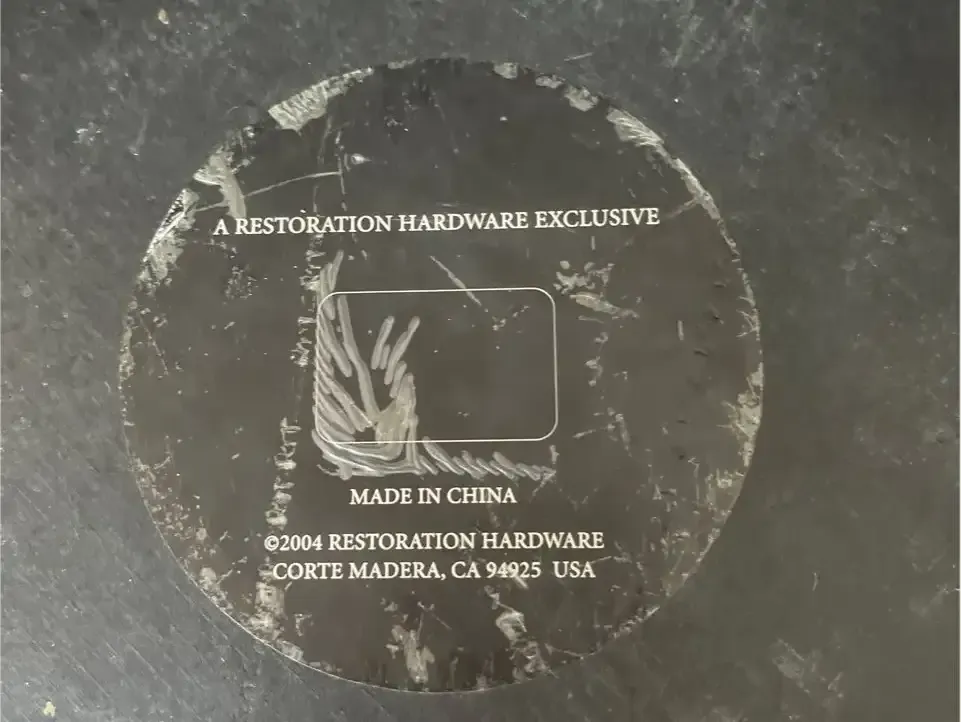 A RESTORATION HARDWARE EXCLUSIVE
MADE IN CHINA
©2004 RESTORATION HARDWARE
CORTE MADERA, CA 94925 USA